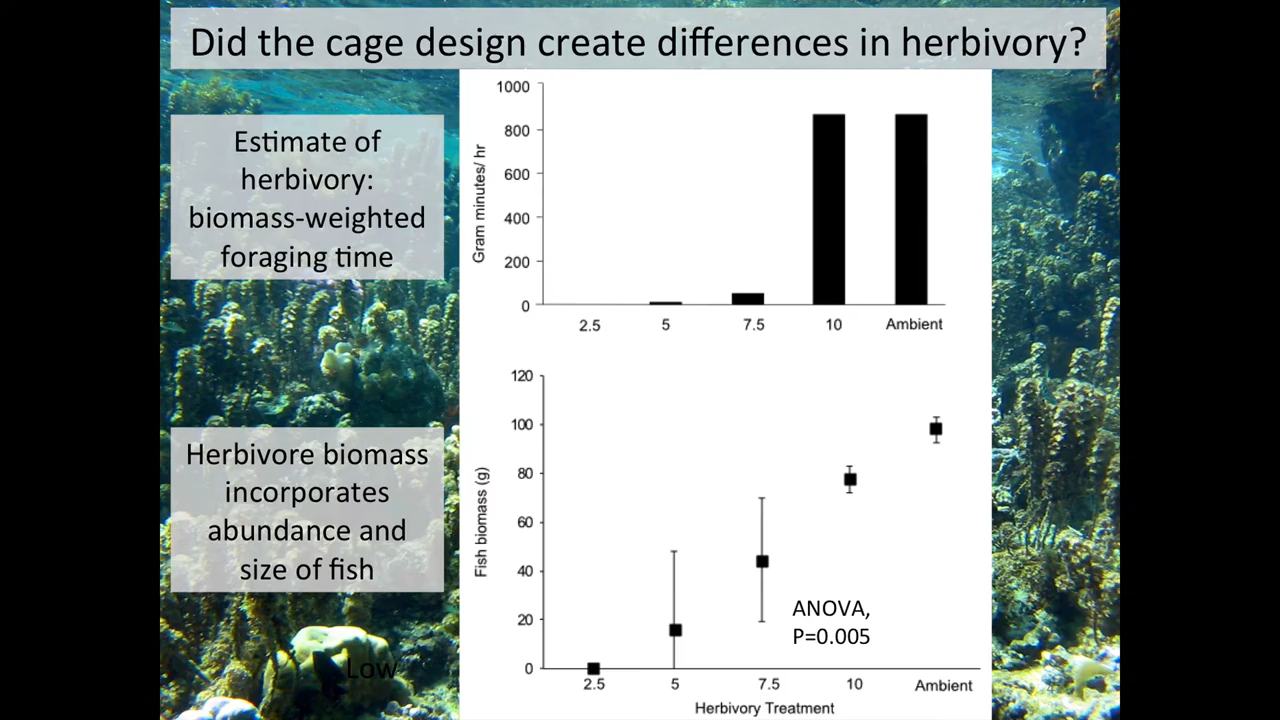 Did the cage design create differences in herbivory?
Estimate of
herbivory:
biomass-weighted
foraging time
Gram minutes/ hr
1000
800
600
400
200
0
2.5 5 7.5 10 Ambient
Herbivore biomass
incorporates
abundance and
size of fish
Low
Fish biomass (g)
120
100
80
60
40
20
0
ANOVA,
P=0.005
2.5 5 7.5 10 Ambient
Herbivory Treatment